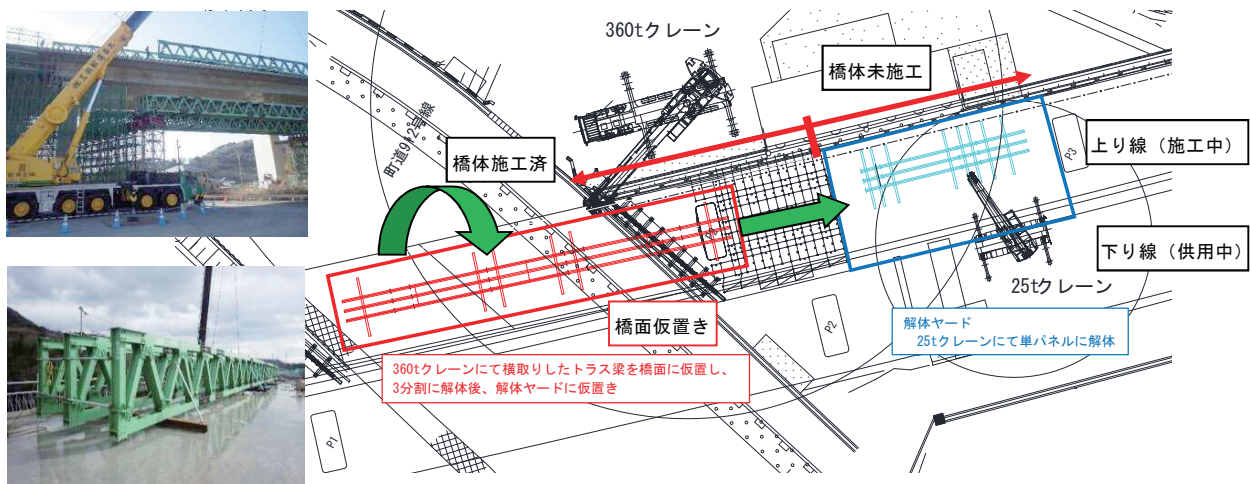 360tクレーン
橋体未施工
町道9,2号線
橋体施工済
上り線（施工中）
P3
下り線（供用中）
25tクレーン
橋面仮置き
P2
解体ヤード
25tクレーンにて単パネルに解体
360tクレーンにて横取りしたトラス梁を橋面に仮置し、
3分割に解体後、解体ヤードに仮置き
P1